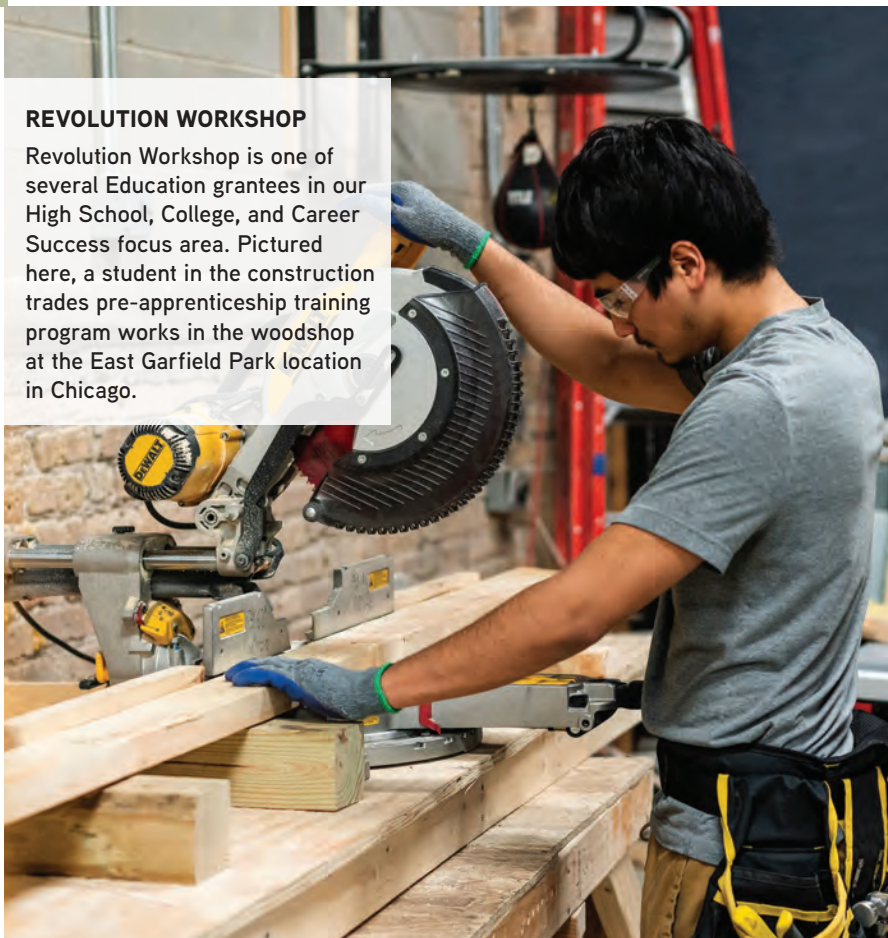 REVOLUTION WORKSHOP
Revolution Workshop is one of
several Education grantees in our
High School, College, and Career
Success focus area. Pictured
here, a student in the construction
trades pre-apprenticeship training
program works in the woodshop
at the East Garfield Park location
in Chicago.
TITLE
DEWALT